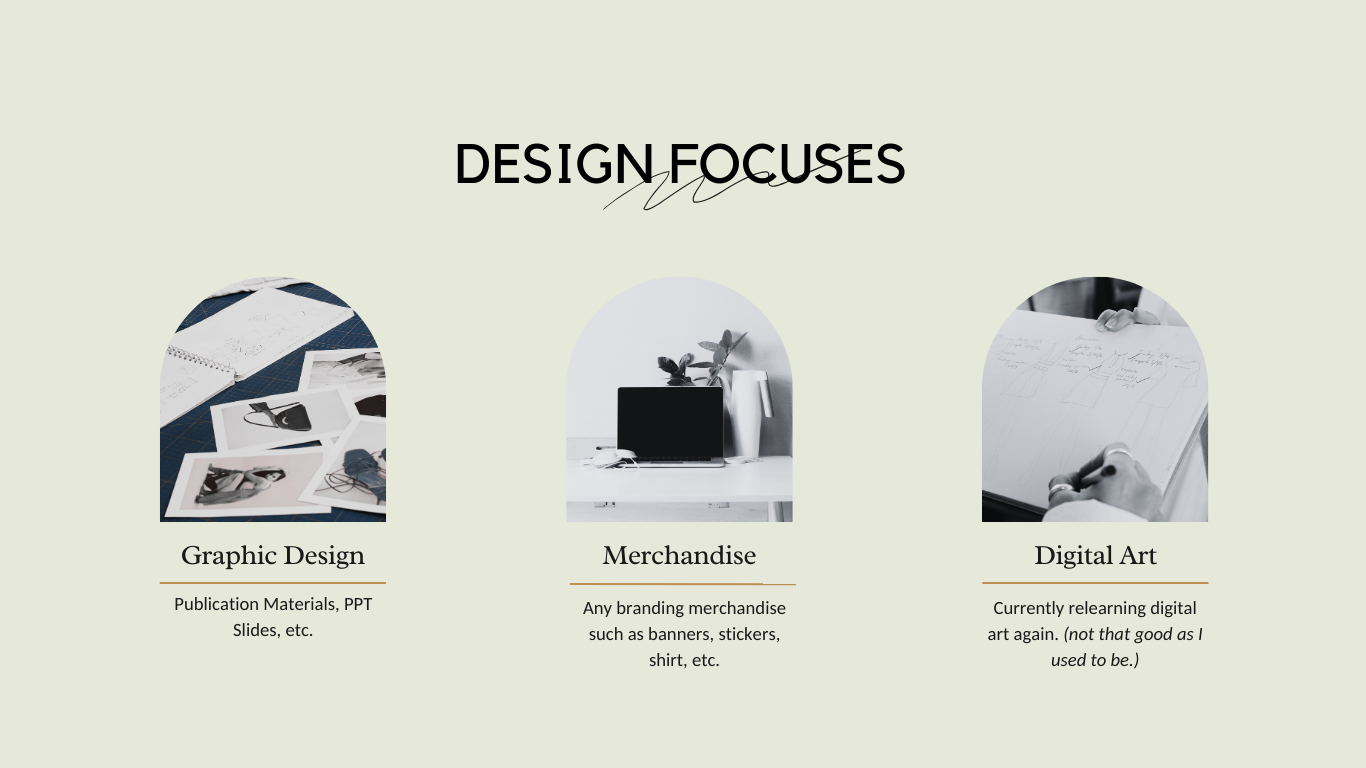 DESIGN FOCUSES
Graphic Design
Publication Materials, PPT
Slides, etc.
Merchandise
Any branding merchandise
such as banners, stickers,
shirt, etc.
Digital Art
Currently relearning digital
art again. (not that good as I
used to be.)